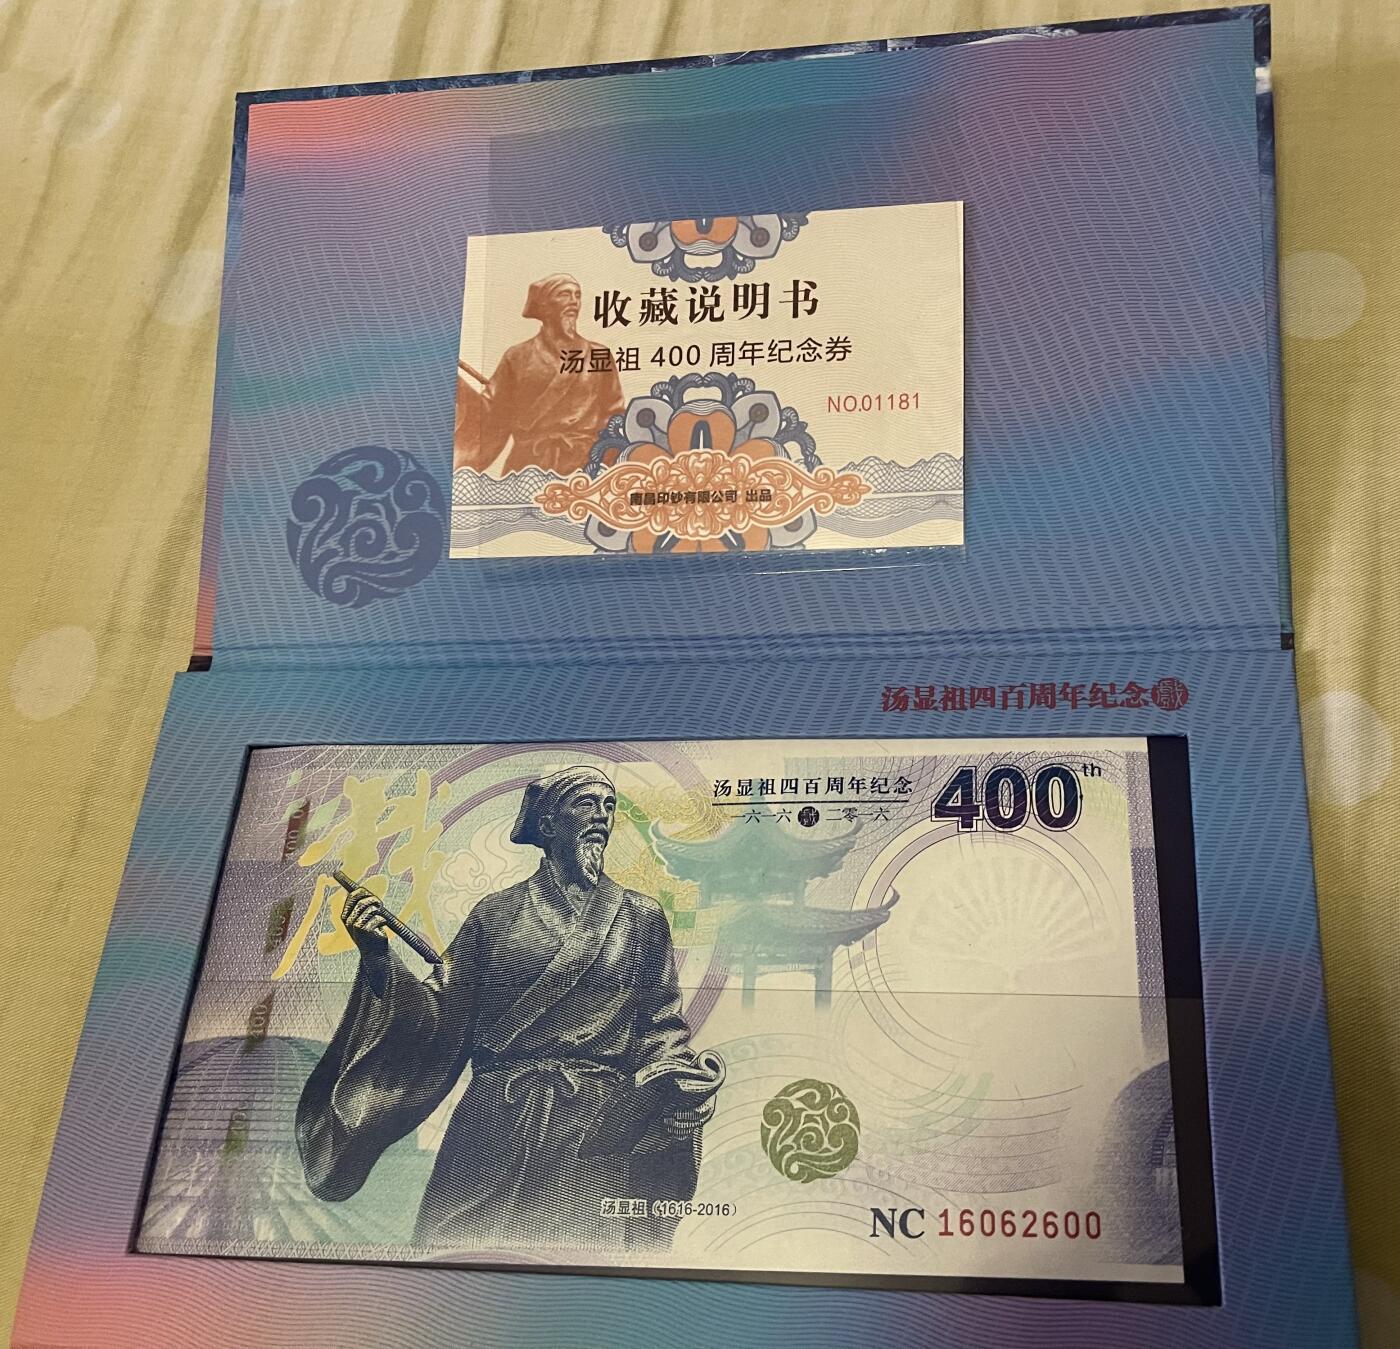 收藏说明书
汤显祖 400 周年纪念券
NO.01181
南昌印钞有限公司 出品
汤显祖四百周年纪念
汤显祖四百周年纪念
一六一六 戲 二零一六
400th
戲
汤显祖（1616-2016）
NC 16062600